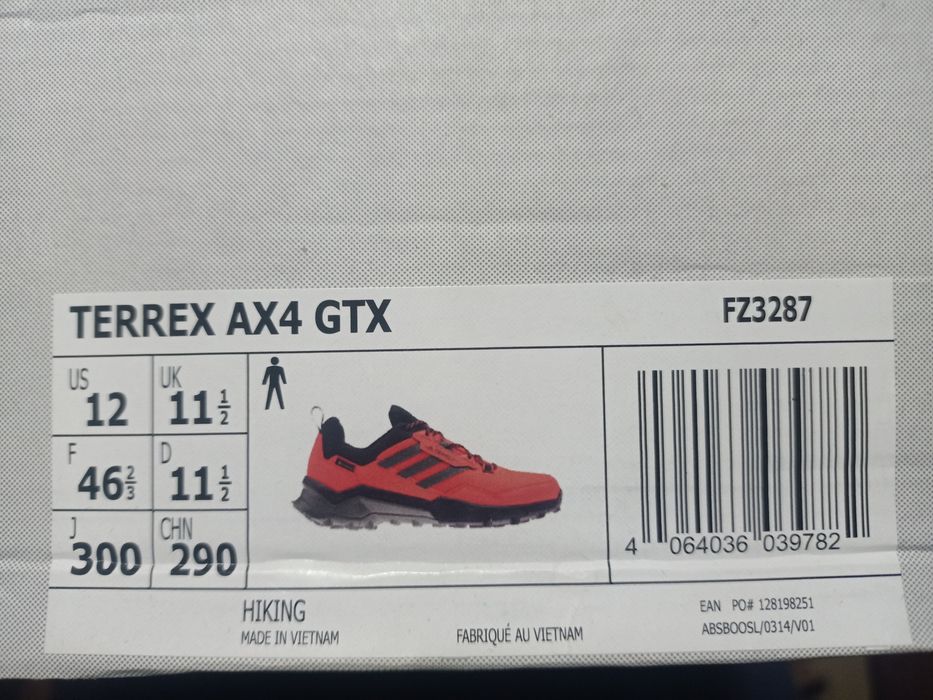 TERREX AX4 GTX
FZ3287
US
12
UK
11 1/2
F
46 2/3
D
11 1/2
J
300
CHN
290
4 064036 039782
HIKING
MADE IN VIETNAM
FABRIQUÉ AU VIETNAM
EAN PO# 128198251
ABSBOOSL/0314/V01